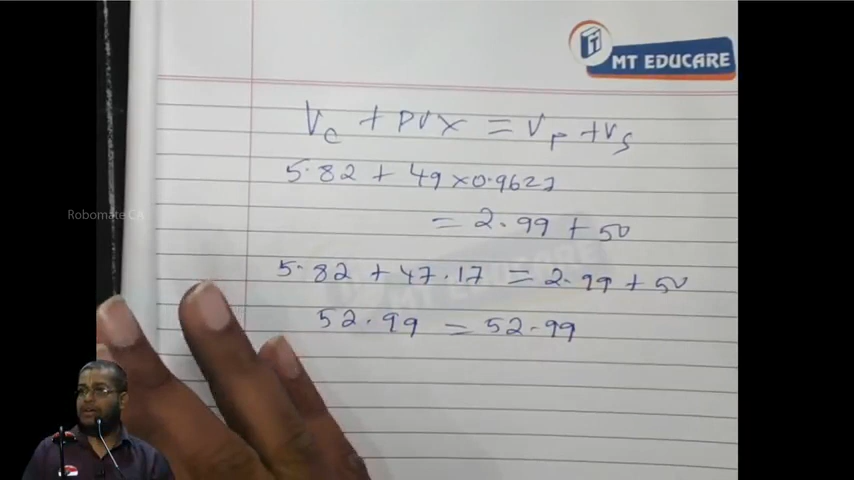 MT EDUCARE
Vc + PVX = Vp + Vs
5.82 + 49 × 0.9627
= 2.99 + 50
Robomate CA
5.82 + 47.17 = 2.99 + 50
52.99 = 52.99